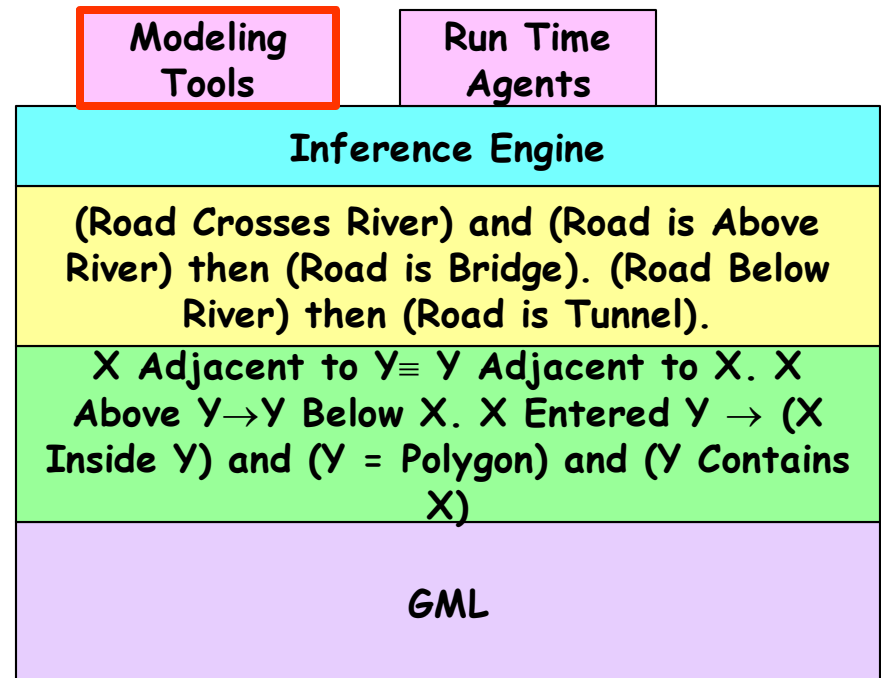 Modeling
Tools
Run Time
Agents
Inference Engine
(Road Crosses River) and (Road is Above
River) then (Road is Bridge). (Road Below
River) then (Road is Tunnel).
X Adjacent to Y≡ Y Adjacent to X. X
Above Y→Y Below X. X Entered Y → (X
Inside Y) and (Y = Polygon) and (Y Contains
X)
GML